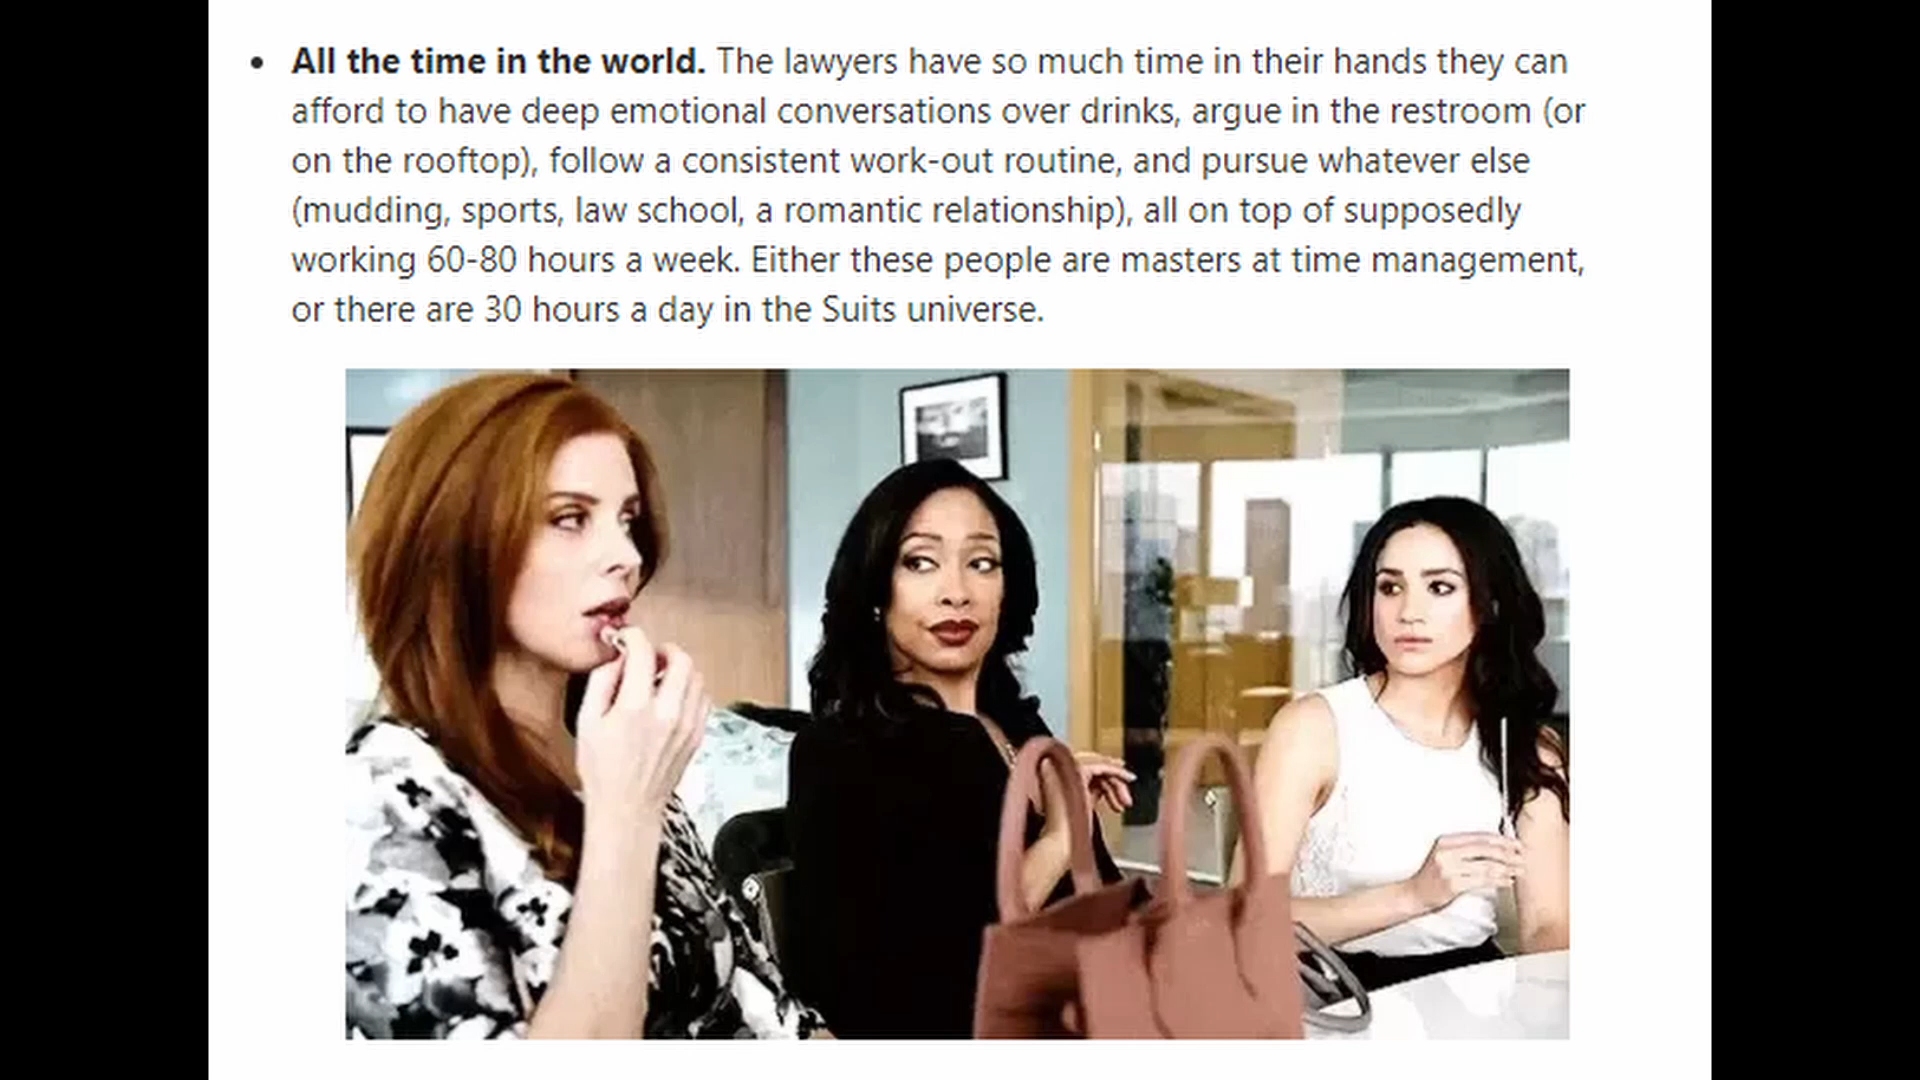 • All the time in the world. The lawyers have so much time in their hands they can
afford to have deep emotional conversations over drinks, argue in the restroom (or
on the rooftop), follow a consistent work-out routine, and pursue whatever else
(mudding, sports, law school, a romantic relationship), all on top of supposedly
working 60-80 hours a week. Either these people are masters at time management,
or there are 30 hours a day in the Suits universe.